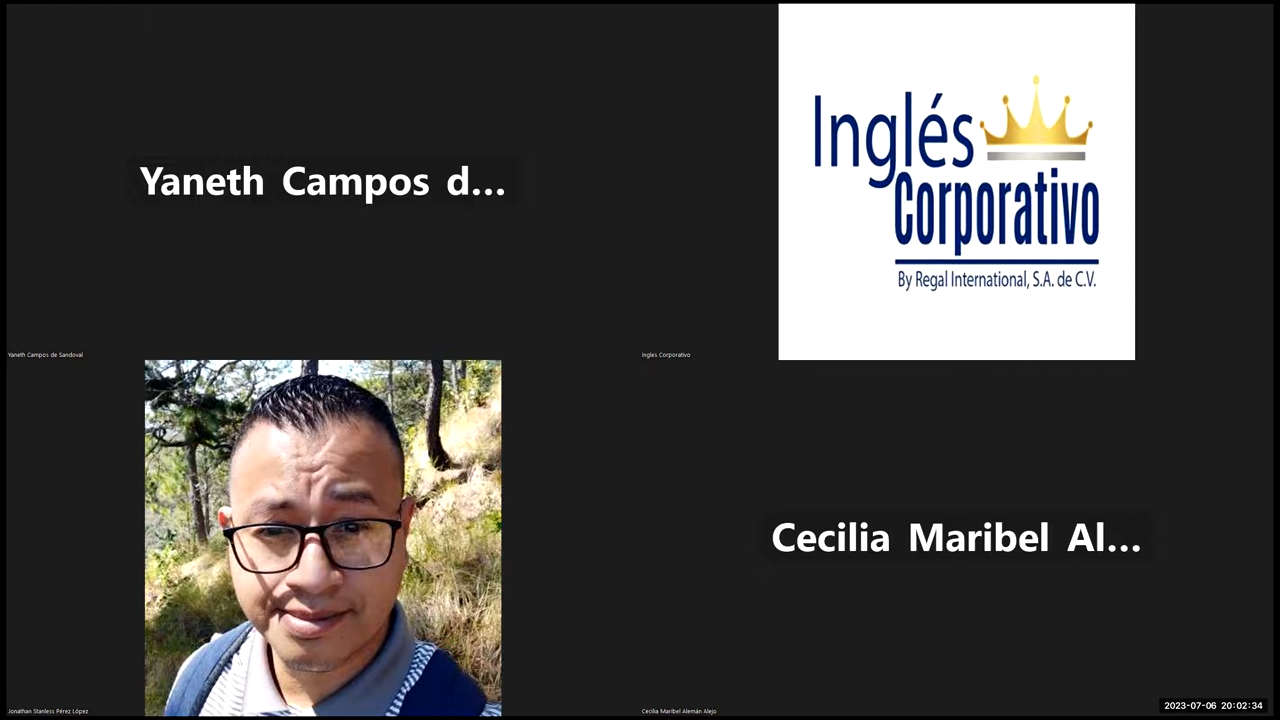 Yaneth Campos d...
Inglés
Corporativo
By Regal International, S.A. de C.V.
Yaneth Campos de Sandoval
Ingles Corporativo
Cecilia Maribel Al...
Jonathan Stanless Pérez López
Cecilia Maribel Alemán Alejo
2023-07-06 20:02:34